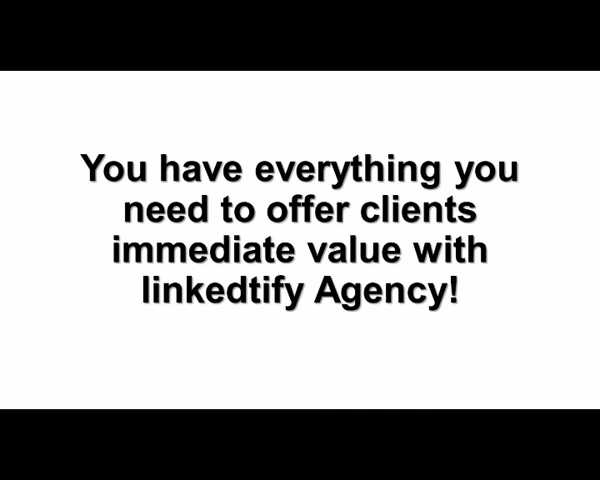 You have everything you
need to offer clients
immediate value with
linkedtify Agency!